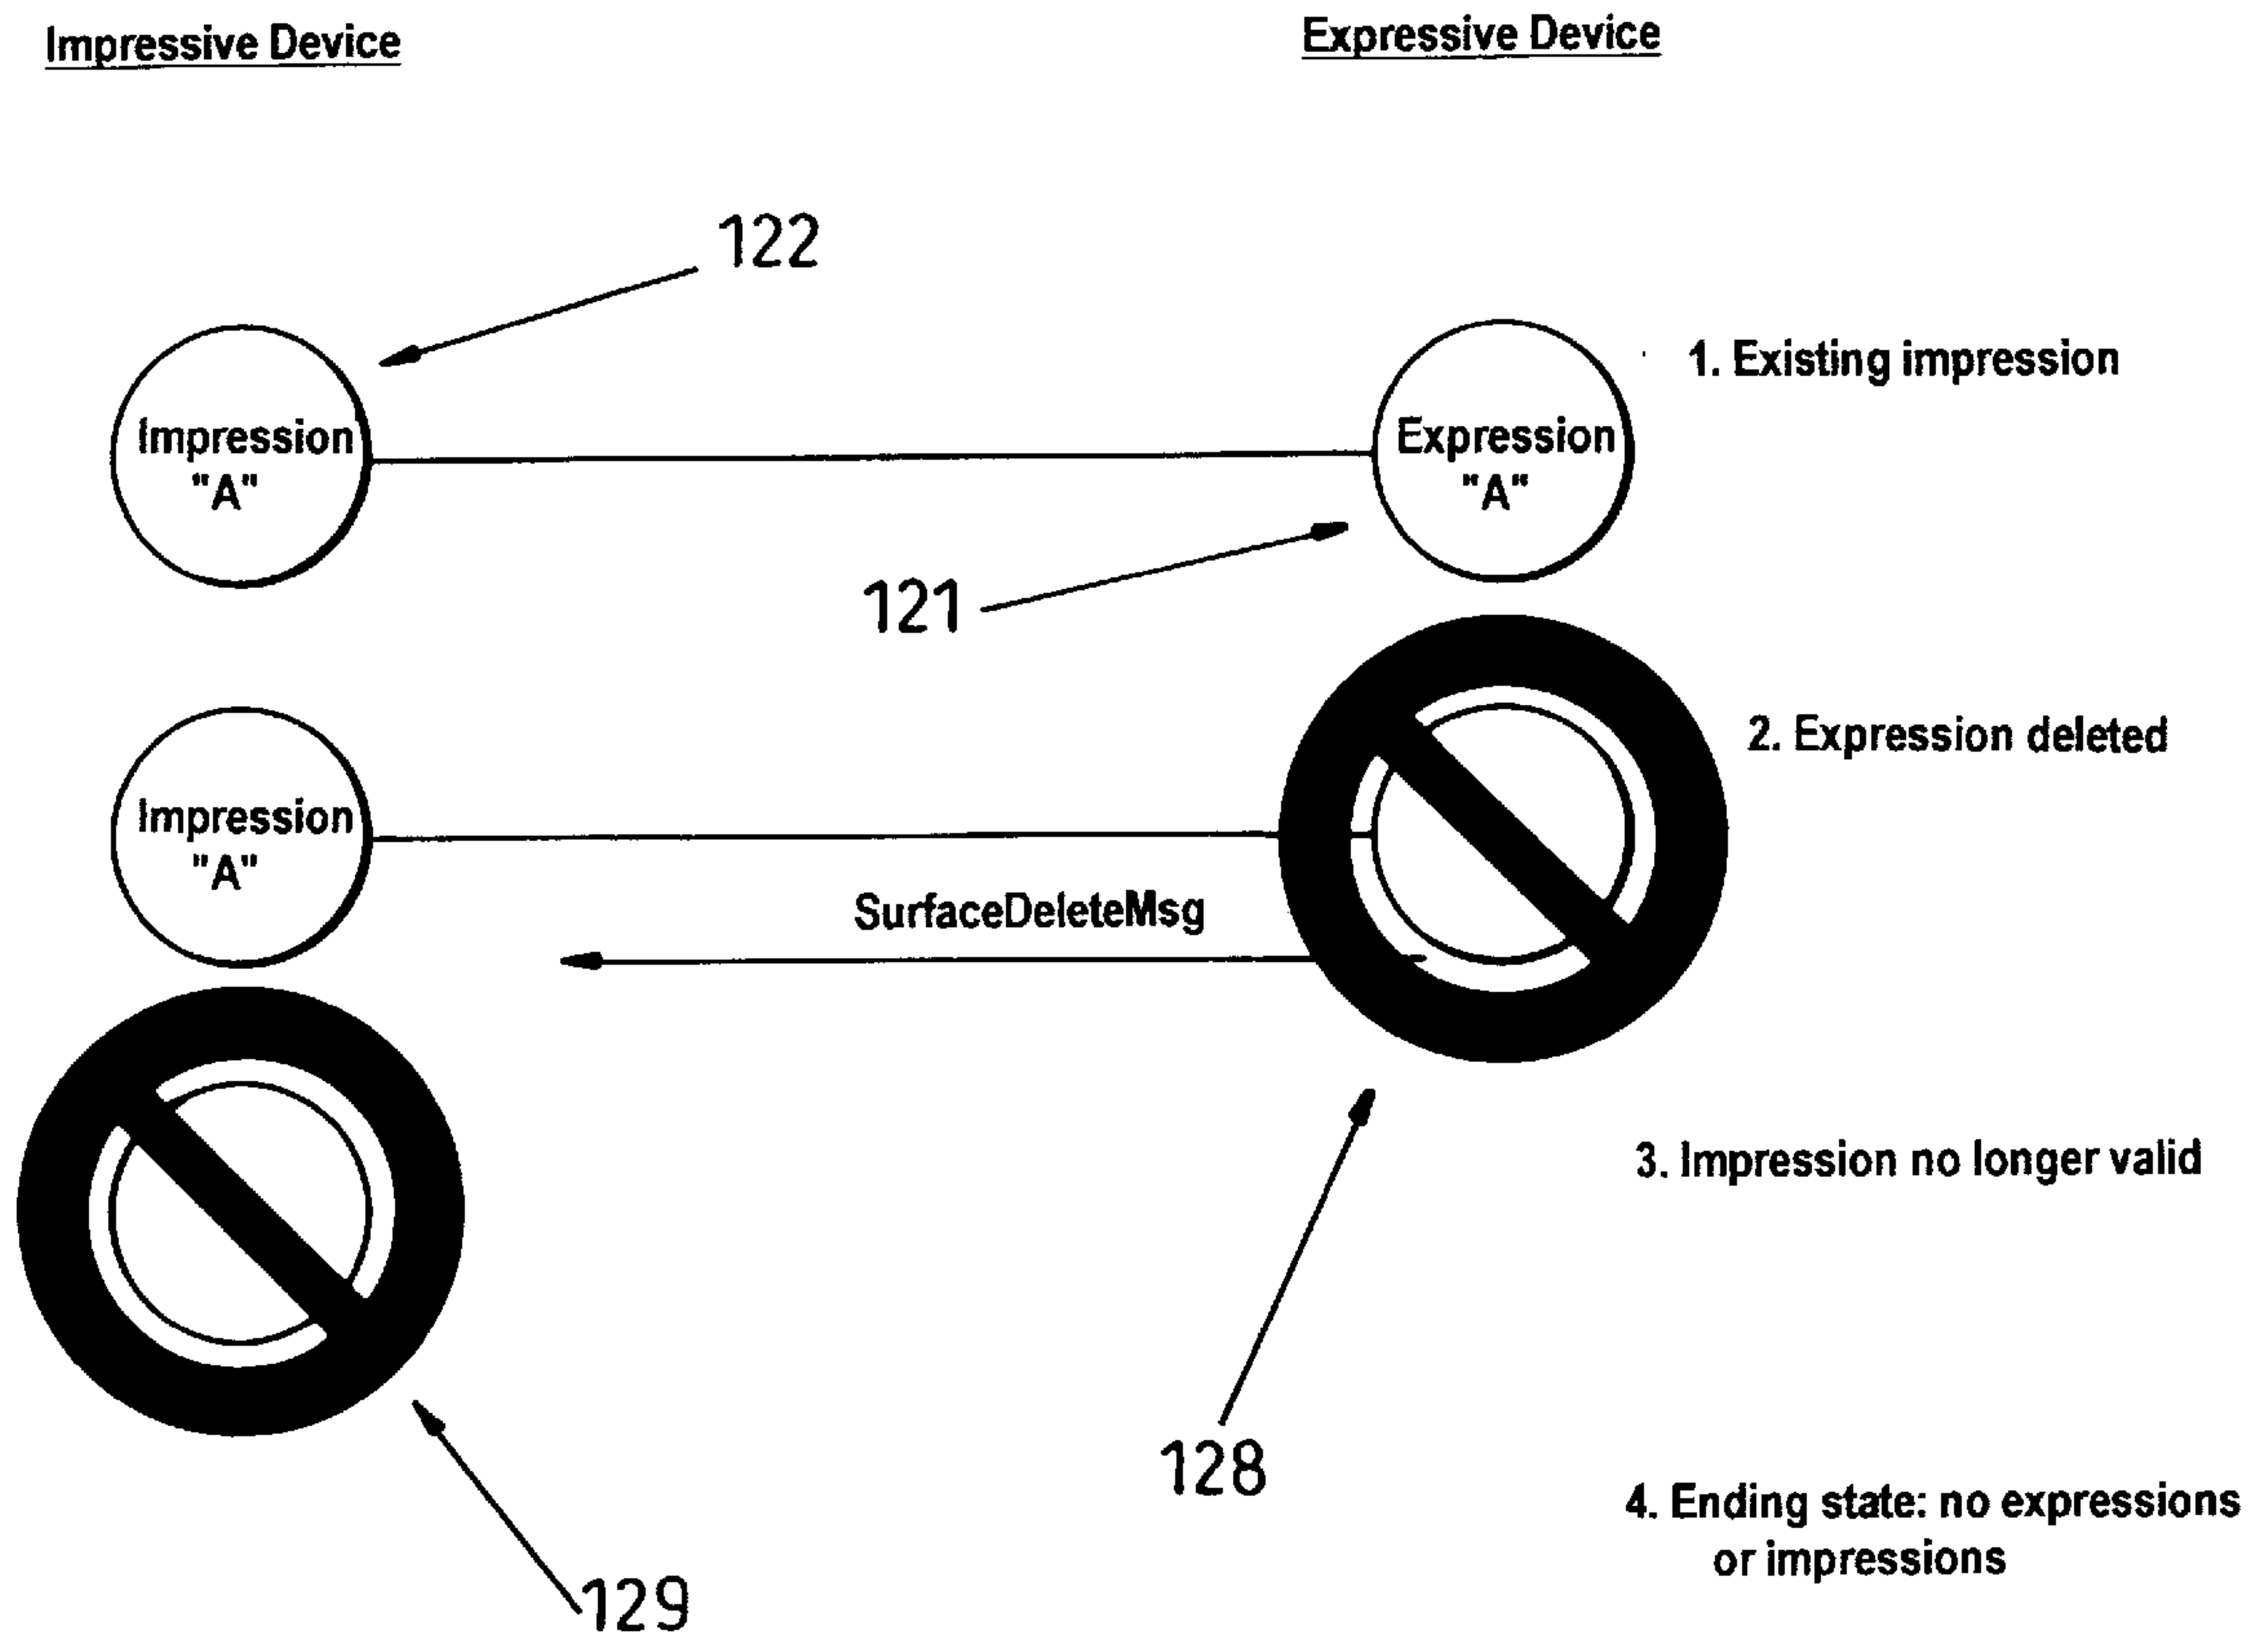 Impressive Device
Expressive Device
122
1. Existing impression
Impression
"A"
Expression
"A"
121
2. Expression deleted
Impression
"A"
SurfaceDeleteMsg
3. Impression no longer valid
128
4. Ending state: no expressions
or impressions
129